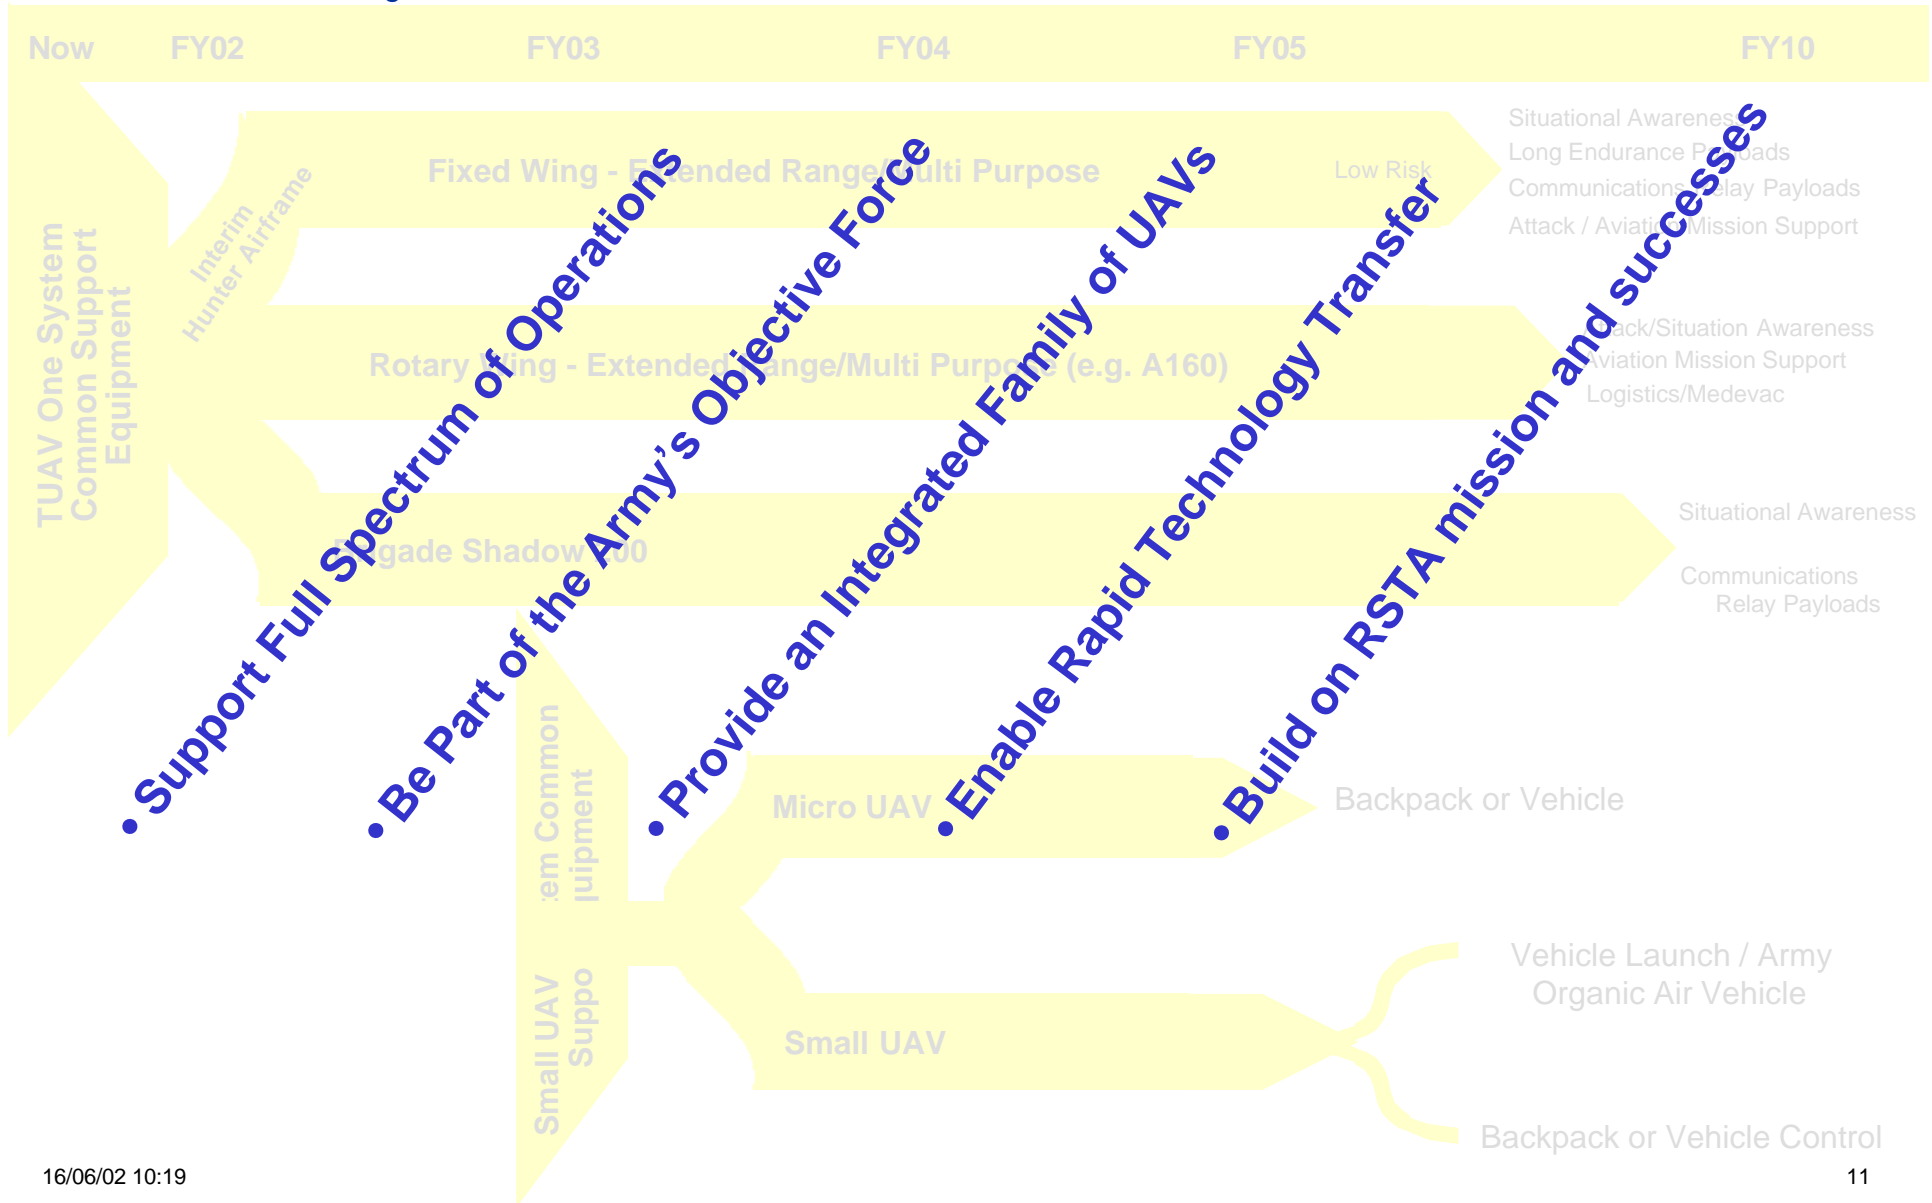 Now FY02 FY03 FY04 FY05 FY10
TUAV One System
Common Support
Equipment
Interim
Hunter Airframe
Fixed Wing - Extended Range/Multi Purpose
Low Risk
Situational Awareness
Long Endurance Payloads
Communications Relay Payloads
Attack / Aviation Mission Support
Rotary Wing - Extended Range/Multi Purpose (e.g. A160)
Attack/Situation Awareness
Aviation Mission Support
Logistics/Medevac
Brigade Shadow 200
Situational Awareness
Communications
Relay Payloads
• Support Full Spectrum of Operations
• Be Part of the Army’s Objective Force
• Provide an Integrated Family of UAVs
• Enable Rapid Technology Transfer
• Build on RSTA mission and successes
Small UAV Common
Suppo
Micro UAV
Backpack or Vehicle
Small UAV
Vehicle Launch / Army
Organic Air Vehicle
Backpack or Vehicle Control
16/06/02 10:19
11